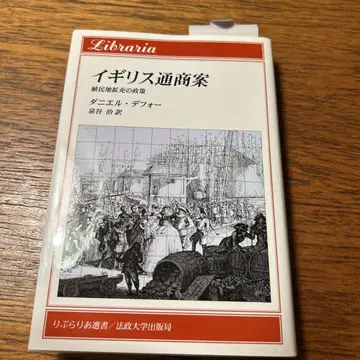 Libraria
イギリス通商案
植民地拡充の政策
ダニエル・デフォー
泉谷 治 訳
りぶらりあ選書/法政大学出版局